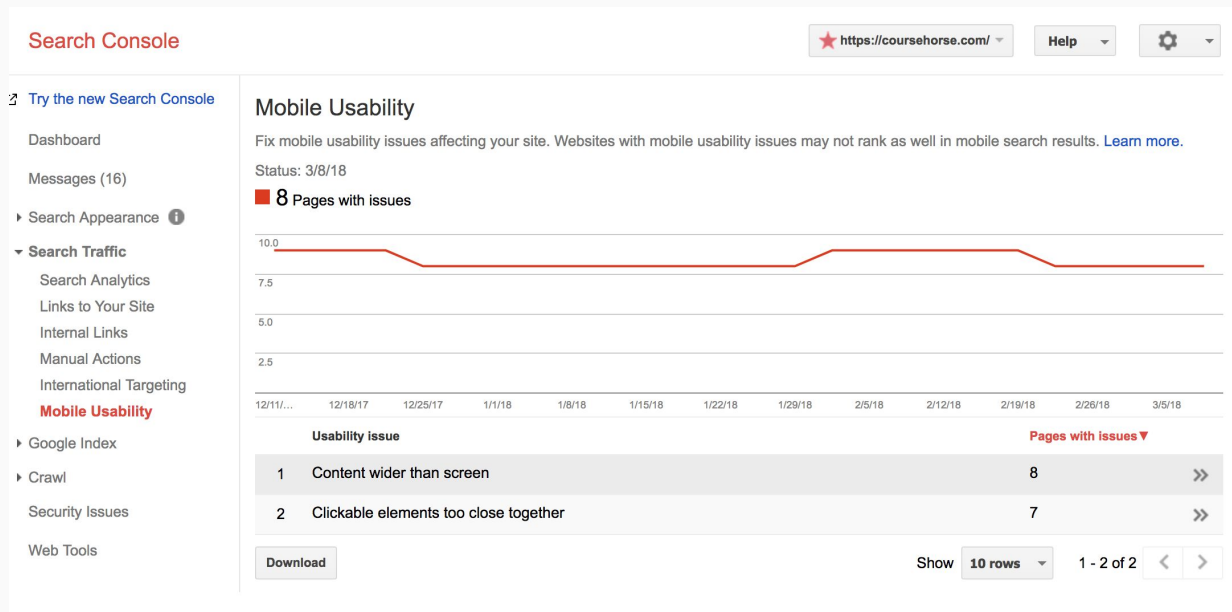 Search Console
https://coursehorse.com/
Help
Try the new Search Console
Dashboard
Messages (16)
Search Appearance
Search Traffic
Search Analytics
Links to Your Site
Internal Links
Manual Actions
International Targeting
Mobile Usability
Google Index
Crawl
Security Issues
Web Tools
Mobile Usability
Fix mobile usability issues affecting your site. Websites with mobile usability issues may not rank as well in mobile search results. Learn more.
Status: 3/8/18
8 Pages with issues
10.0
7.5
5.0
2.5
12/11/... 12/18/17 12/25/17 1/1/18 1/8/18 1/15/18 1/22/18 1/29/18 2/5/18 2/12/18 2/19/18 2/26/18 3/5/18
Usability issue Pages with issues▼
1 Content wider than screen 8
2 Clickable elements too close together 7
Download Show 10 rows 1 - 2 of 2